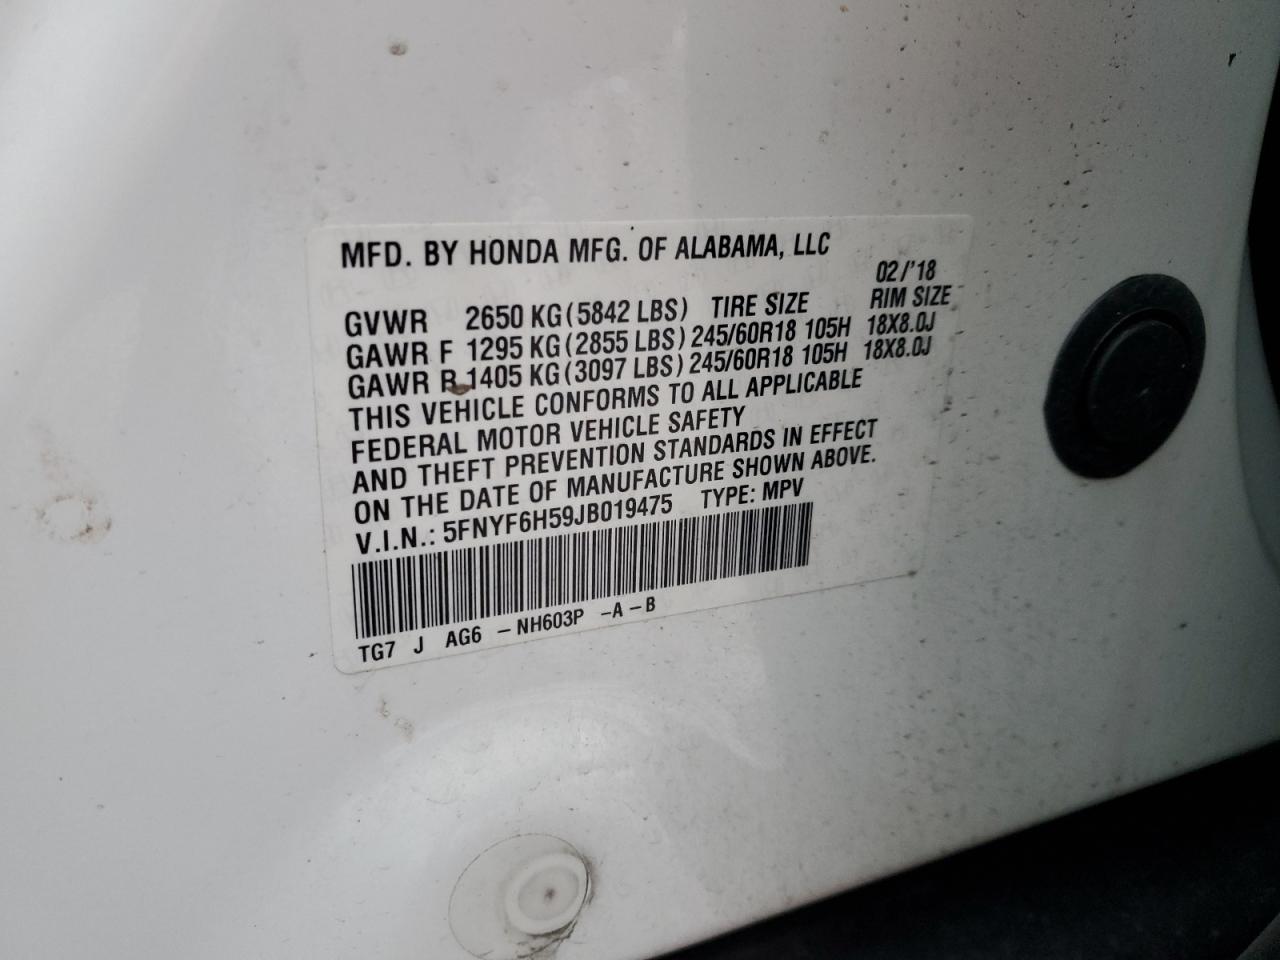 MFD. BY HONDA MFG. OF ALABAMA, LLC
02/'18
GVWR 2650 KG (5842 LBS) TIRE SIZE RIM SIZE
GAWR F 1295 KG (2855 LBS) 245/60R18 105H 18X8.0J
GAWR R 1405 KG (3097 LBS) 245/60R18 105H 18X8.0J
THIS VEHICLE CONFORMS TO ALL APPLICABLE
FEDERAL MOTOR VEHICLE SAFETY
AND THEFT PREVENTION STANDARDS IN EFFECT
ON THE DATE OF MANUFACTURE SHOWN ABOVE.
V.I.N.: 5FNYF6H59JB019475 TYPE: MPV
TG7 J AG6 - NH603P -A-B